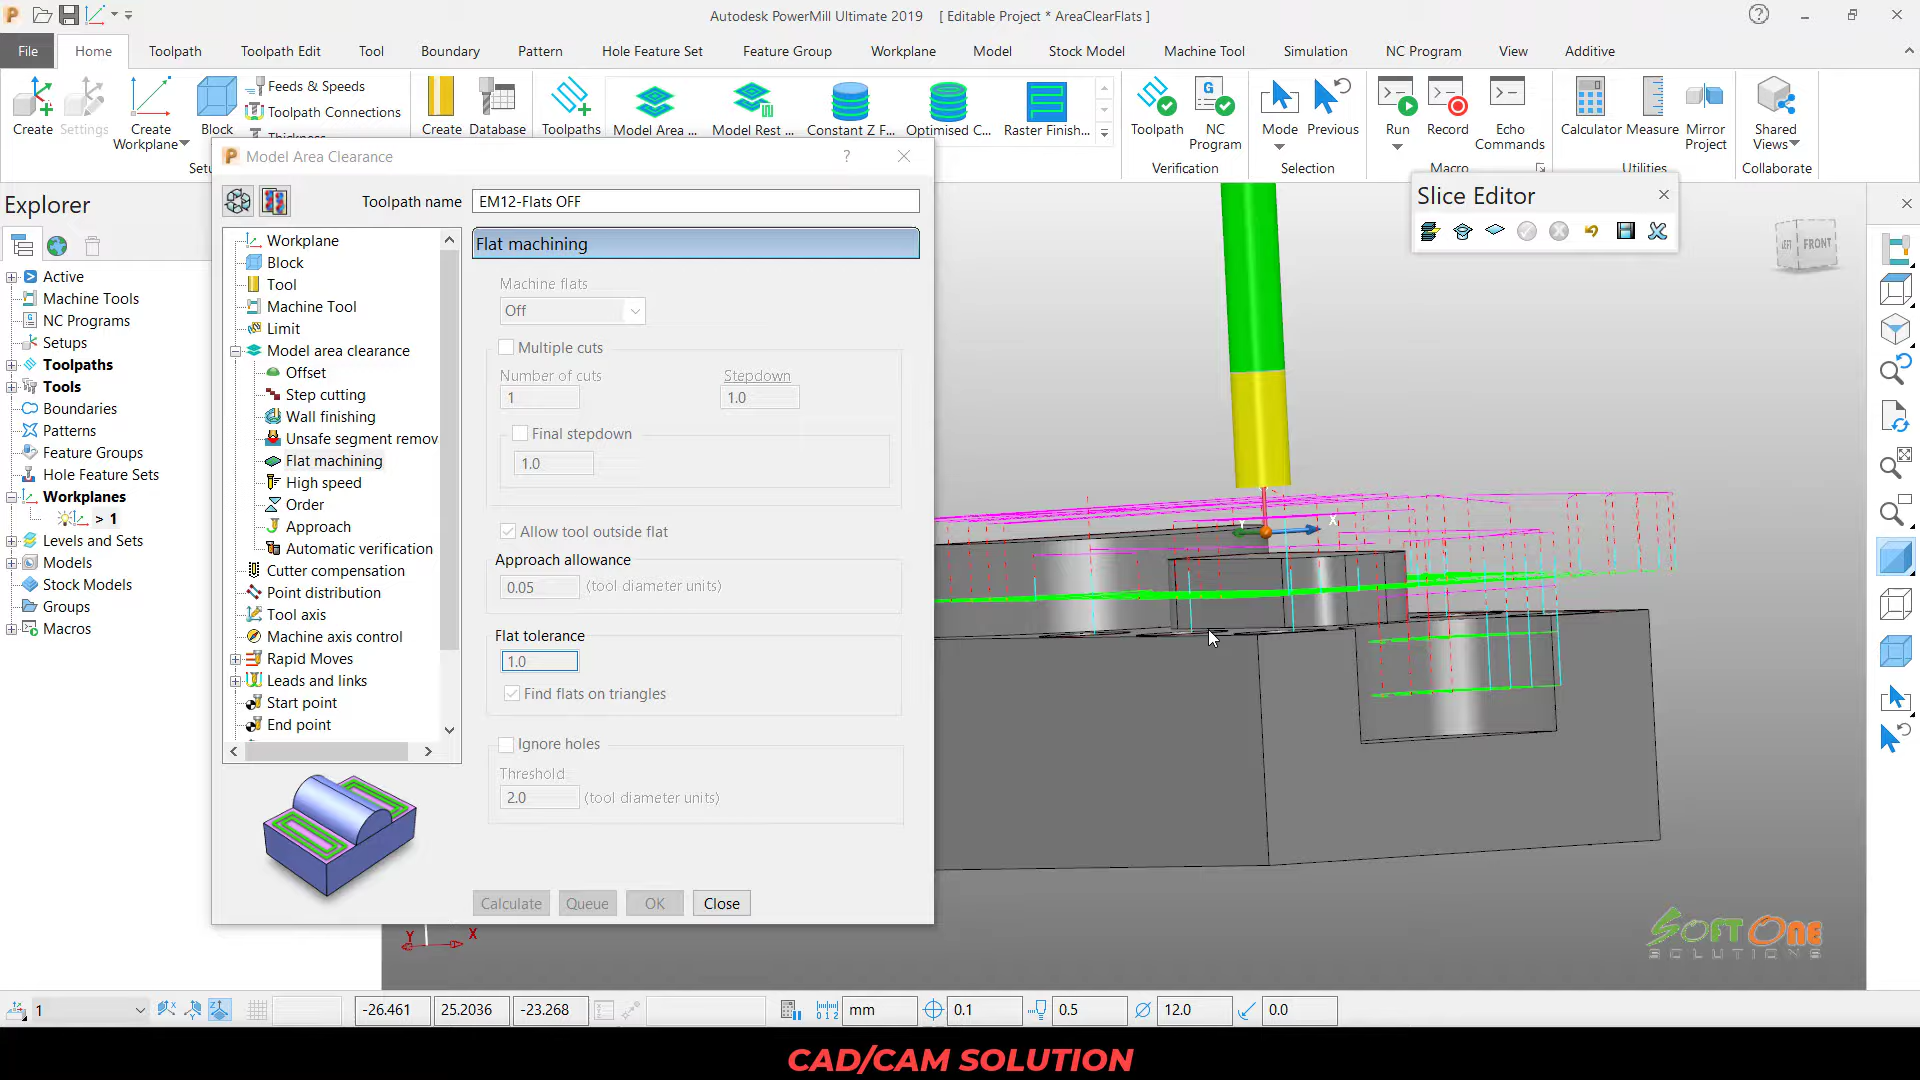 Autodesk PowerMill Ultimate 2019 [ Editable Project * AreaClearFlats ]
File
Home
Toolpath
Toolpath Edit
Tool
Boundary
Pattern
Hole Feature Set
Feature Group
Workplane
Model
Stock Model
Machine Tool
Simulation
NC Program
View
Additive
Create
Settings
Create Workplane
Block
Feeds & Speeds
Toolpath Connections
Thickness
Create
Database
Toolpaths
Model Area ...
Model Rest ...
Constant Z F...
Optimised C...
Raster Finish...
Toolpath
NC Program
Mode
Previous
Run
Record
Echo Commands
Calculator
Measure
Mirror Project
Shared Views
Verification
Selection
Macro
Utilities
Collaborate
Model Area Clearance
?
Toolpath name
EM12-Flats OFF
Slice Editor
Explorer
Active
Machine Tools
NC Programs
Setups
Toolpaths
Tools
Boundaries
Patterns
Feature Groups
Hole Feature Sets
Workplanes
> 1
Levels and Sets
Models
Stock Models
Groups
Macros
Workplane
Block
Tool
Machine Tool
Limit
Model area clearance
Offset
Step cutting
Wall finishing
Unsafe segment remov
Flat machining
High speed
Order
Approach
Automatic verification
Cutter compensation
Point distribution
Tool axis
Machine axis control
Rapid Moves
Leads and links
Start point
End point
Flat machining
Machine flats
Off
Multiple cuts
Number of cuts
Stepdown
1
1.0
Final stepdown
1.0
Allow tool outside flat
Approach allowance
0.05
(tool diameter units)
Flat tolerance
1.0
Find flats on triangles
Ignore holes
Threshold
2.0
(tool diameter units)
Calculate
Queue
OK
Close
LEFT
FRONT
X
Y
X
SOFT ONE
SOLUTIONS
1
-26.461
25.2036
-23.268
mm
0.1
0.5
12.0
0.0
CAD/CAM SOLUTION